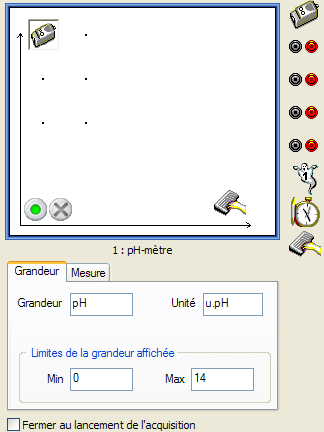 1 : pH-mètre
Grandeur Mesure
Grandeur pH Unité u.pH
Limites de la grandeur affichée
Min 0 Max 14
Fermer au lancement de l'acquisition